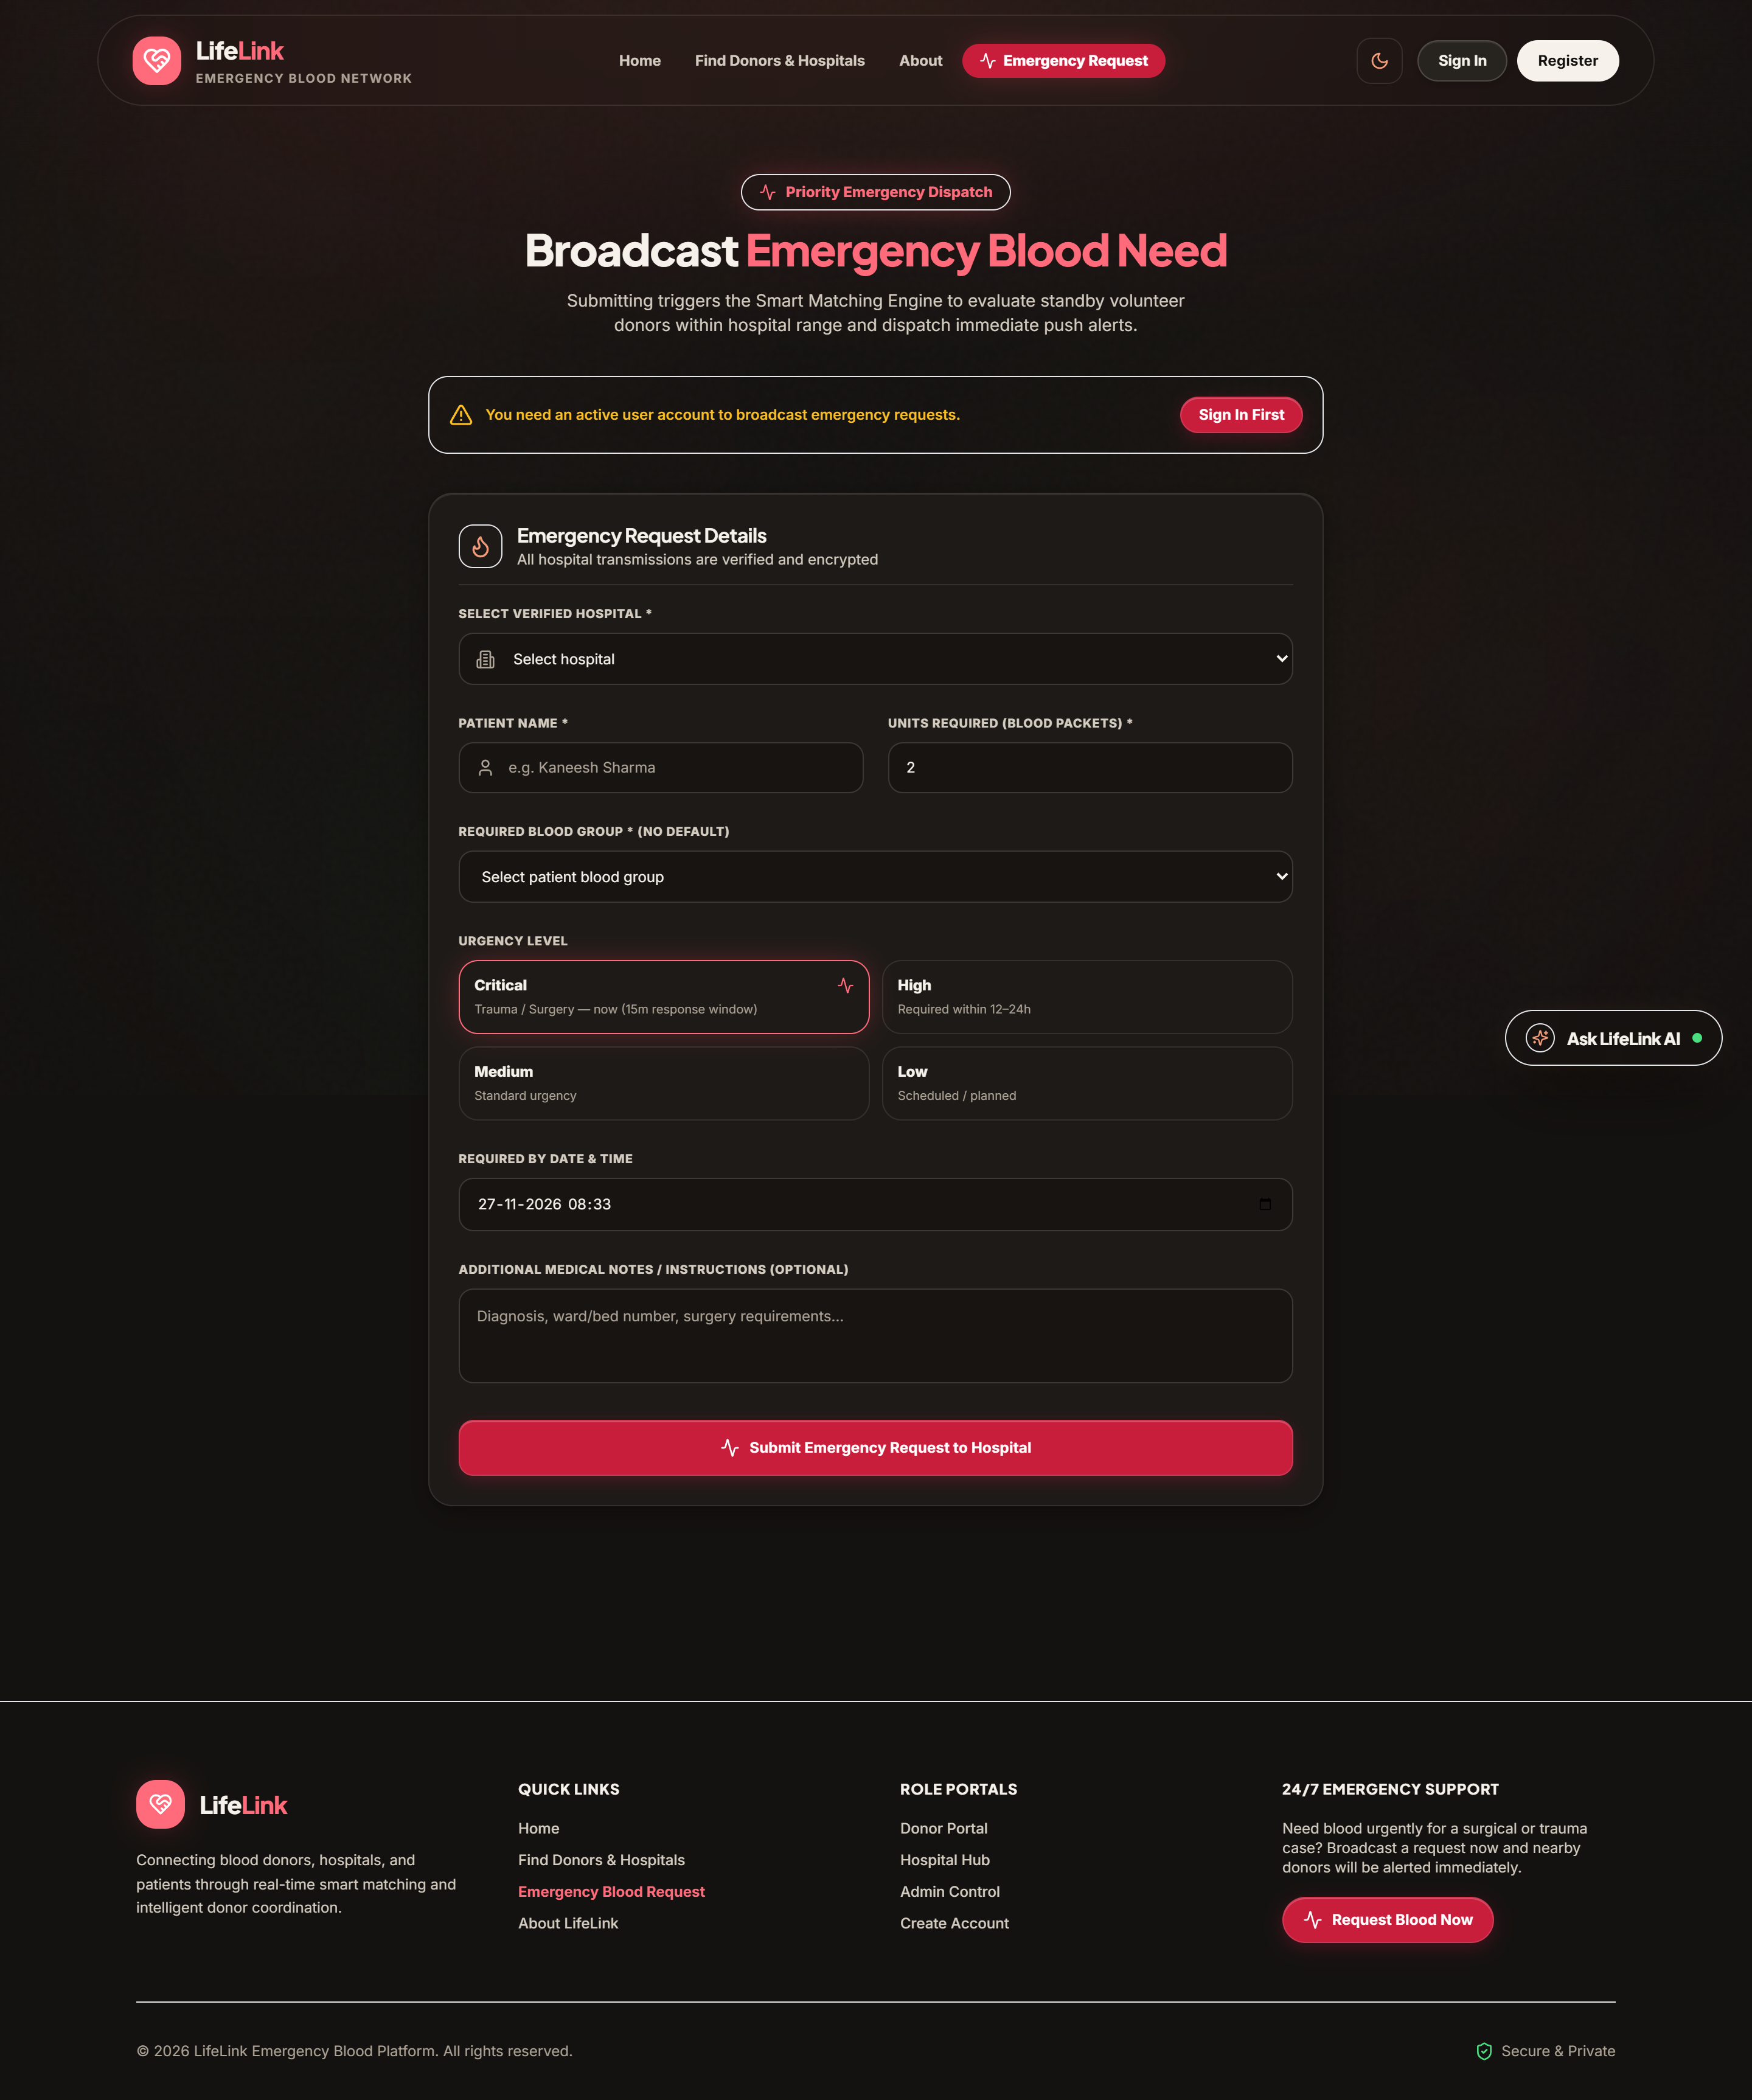 LifeLink
EMERGENCY BLOOD NETWORK
Home
Find Donors & Hospitals
About
Emergency Request
Sign In
Register
Priority Emergency Dispatch
Broadcast Emergency Blood Need
Submitting triggers the Smart Matching Engine to evaluate standby volunteer
donors within hospital range and dispatch immediate push alerts.
You need an active user account to broadcast emergency requests.
Sign In First
Emergency Request Details
All hospital transmissions are verified and encrypted
SELECT VERIFIED HOSPITAL *
Select hospital
PATIENT NAME *
e.g. Kaneesh Sharma
UNITS REQUIRED (BLOOD PACKETS) *
2
REQUIRED BLOOD GROUP * (NO DEFAULT)
Select patient blood group
URGENCY LEVEL
Critical
Trauma / Surgery — now (15m response window)
High
Required within 12–24h
Medium
Standard urgency
Low
Scheduled / planned
Ask LifeLink AI
REQUIRED BY DATE & TIME
27-11-2026 08:33
ADDITIONAL MEDICAL NOTES / INSTRUCTIONS (OPTIONAL)
Diagnosis, ward/bed number, surgery requirements...
Submit Emergency Request to Hospital
LifeLink
Connecting blood donors, hospitals, and
patients through real-time smart matching and
intelligent donor coordination.
QUICK LINKS
Home
Find Donors & Hospitals
Emergency Blood Request
About LifeLink
ROLE PORTALS
Donor Portal
Hospital Hub
Admin Control
Create Account
24/7 EMERGENCY SUPPORT
Need blood urgently for a surgical or trauma
case? Broadcast a request now and nearby
donors will be alerted immediately.
Request Blood Now
© 2026 LifeLink Emergency Blood Platform. All rights reserved.
Secure & Private